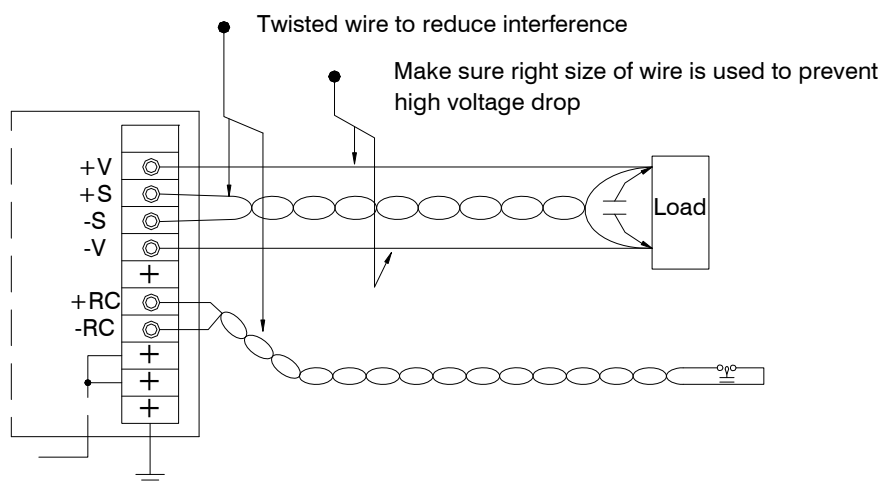 Twisted wire to reduce interference
Make sure right size of wire is used to prevent
high voltage drop
+V
+S
-S
-V
+RC
-RC
Load